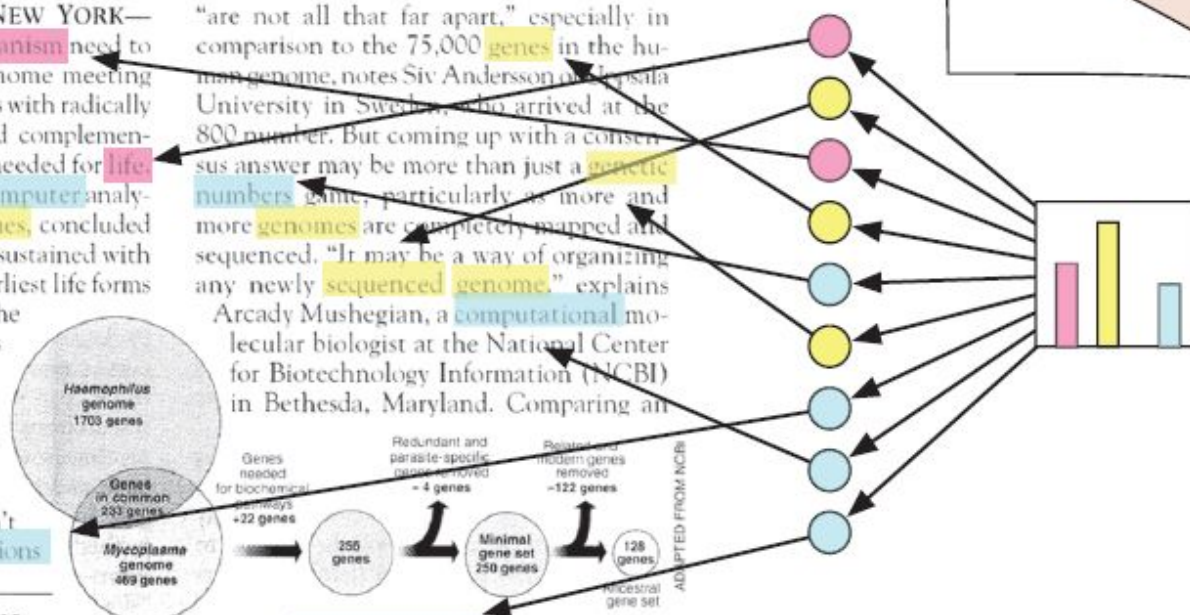 NEW YORK—
anism need to
nome meeting
s with radically
d complemen-
needed for life.
mputer analy-
nes, concluded
sustained with
rliest life forms
he
"are not all that far apart," especially in
comparison to the 75,000 genes in the hu-
man genome, notes Siv Andersson of Uppsala
University in Sweden, who arrived at the
800 number. But coming up with a consen-
sus answer may be more than just a genetic
numbers game, particularly as more and
more genomes are completely mapped and
sequenced. "It may be a way of organizing
any newly sequenced genome," explains
Arcady Mushegian, a computational mo-
lecular biologist at the National Center
for Biotechnology Information (NCBI)
in Bethesda, Maryland. Comparing an
Haemophilus
genome
1703 genes
Genes
in common
233 genes
Mycoplasma
genome
469 genes
't
ions
Genes
needed
for biochemical
pathways
+22 genes
255
genes
Redundant and
parasite-specific
genes removed
– 4 genes
Minimal
gene set
250 genes
Related and
modern genes
removed
–122 genes
128
genes
Ancestral
gene set
ADAPTED FROM NCBI